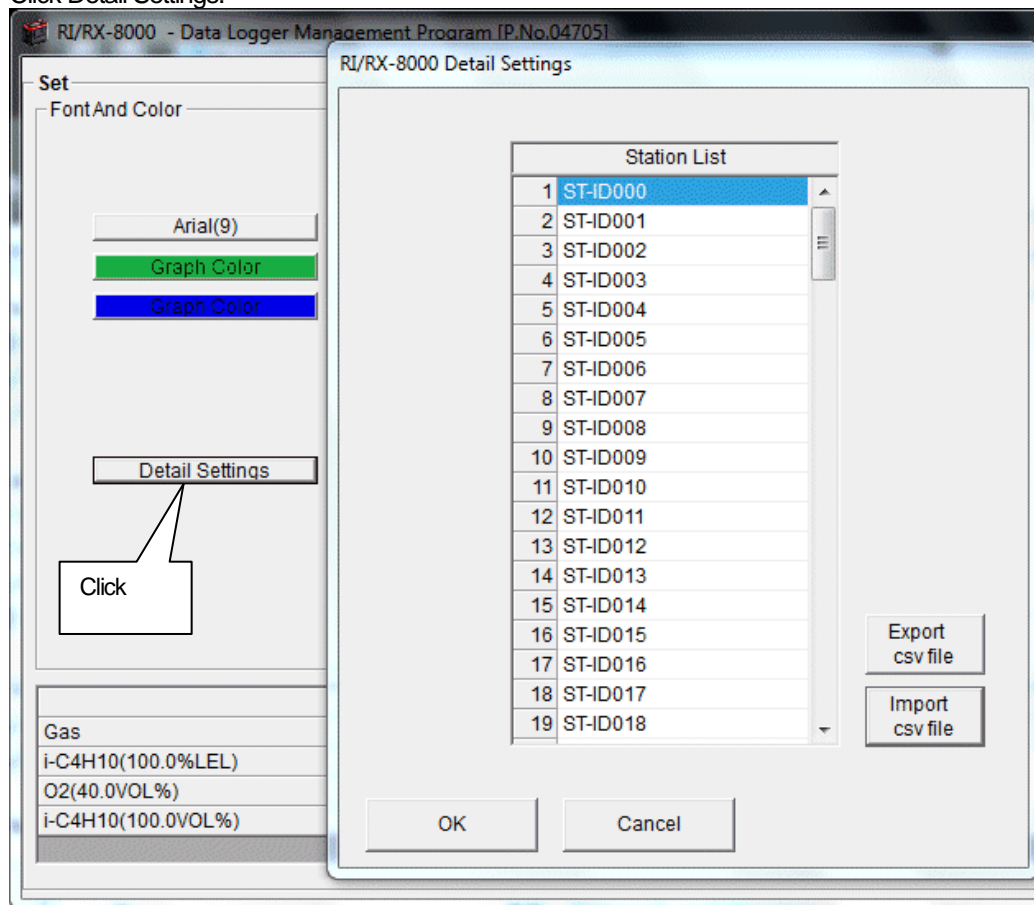 Click Detail Settings.
RI/RX-8000 - Data Logger Management Program [P.No.04705]
RI/RX-8000 Detail Settings
Set
Font And Color
Arial(9)
Graph Color
Graph Color
Detail Settings
Click
Station List
1 ST-ID000
2 ST-ID001
3 ST-ID002
4 ST-ID003
5 ST-ID004
6 ST-ID005
7 ST-ID006
8 ST-ID007
9 ST-ID008
10 ST-ID009
11 ST-ID010
12 ST-ID011
13 ST-ID012
14 ST-ID013
15 ST-ID014
16 ST-ID015
17 ST-ID016
18 ST-ID017
19 ST-ID018
Export
csv file
Import
csv file
Gas
i-C4H10(100.0%LEL)
O2(40.0VOL%)
i-C4H10(100.0VOL%)
OK
Cancel